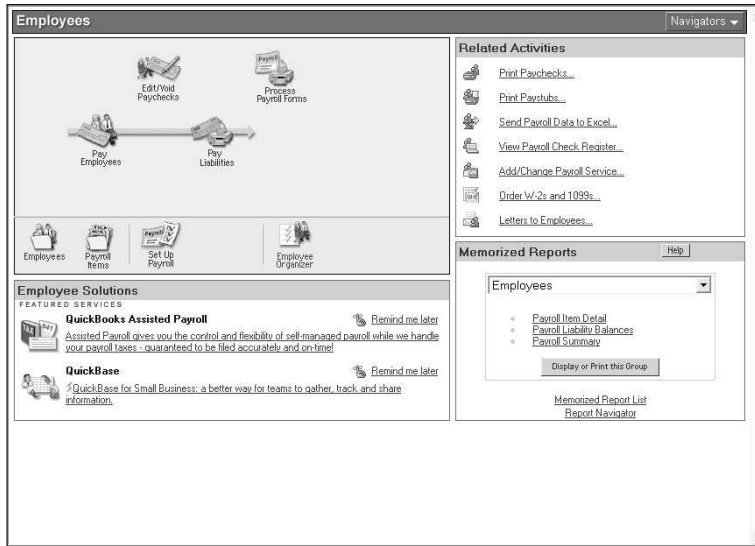 Employees
Navigators
Edit/Void
Paychecks
Payroll
Process
Payroll Forms
Pay
Employees
Pay
Liabilities
Employees
Payroll
Items
Payroll
Set Up
Payroll
Employee
Organizer
Employee Solutions
FEATURED SERVICES
QuickBooks Assisted Payroll
Remind me later
TAX 941
Assisted Payroll gives you the control and flexibility of self-managed payroll while we handle
your payroll taxes - guaranteed to be filed accurately and on-time!
QuickBase
Remind me later
QuickBase for Small Business: a better way for teams to gather, track and share
information.
Related Activities
Print Paychecks...
Print Paystubs...
Send Payroll Data to Excel...
View Payroll Check Register...
Add/Change Payroll Service...
Order W-2s and 1099s...
Letters to Employees...
Memorized Reports
Help
Employees
Payroll Item Detail
Payroll Liability Balances
Payroll Summary
Display or Print this Group
Memorized Report List
Report Navigator